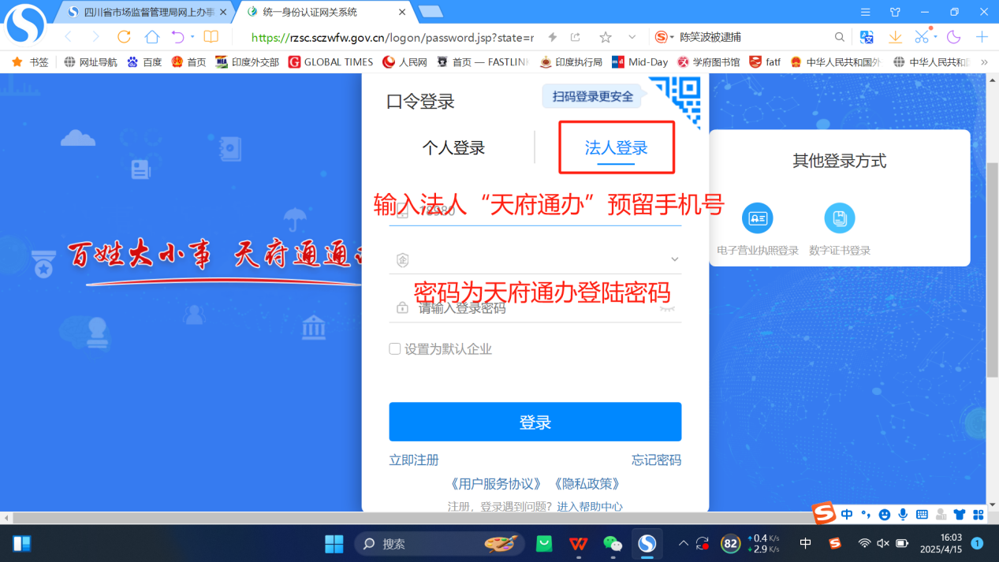 四川省市场监督管理局网上办事
统一身份认证网关系统
https://rzsc.sczwfw.gov.cn/logon/password.jsp?state=r
陈笑波被逮捕
书签 网址导航 百度 首页 印度外交部 GLOBAL TIMES 人民网 首页 — FASTLINK 印度执行局 Mid-Day 学府图书馆 fatf 中华人民共和国外 中华人民共和国
口令登录
扫码登录更安全
个人登录
法人登录
输入法人“天府通办”预留手机号
密码为天府通办登陆密码
请输入登录密码
设置为默认企业
登录
立即注册
忘记密码
《用户服务协议》 《隐私政策》
注册，登录遇到问题? 进入帮助中心
百姓大小事 天府通通
其他登录方式
电子营业执照登录
数字证书登录
中
搜索
82
↑0.4 K/s
↓2.9 K/s
中
16:03
2025/4/15
1